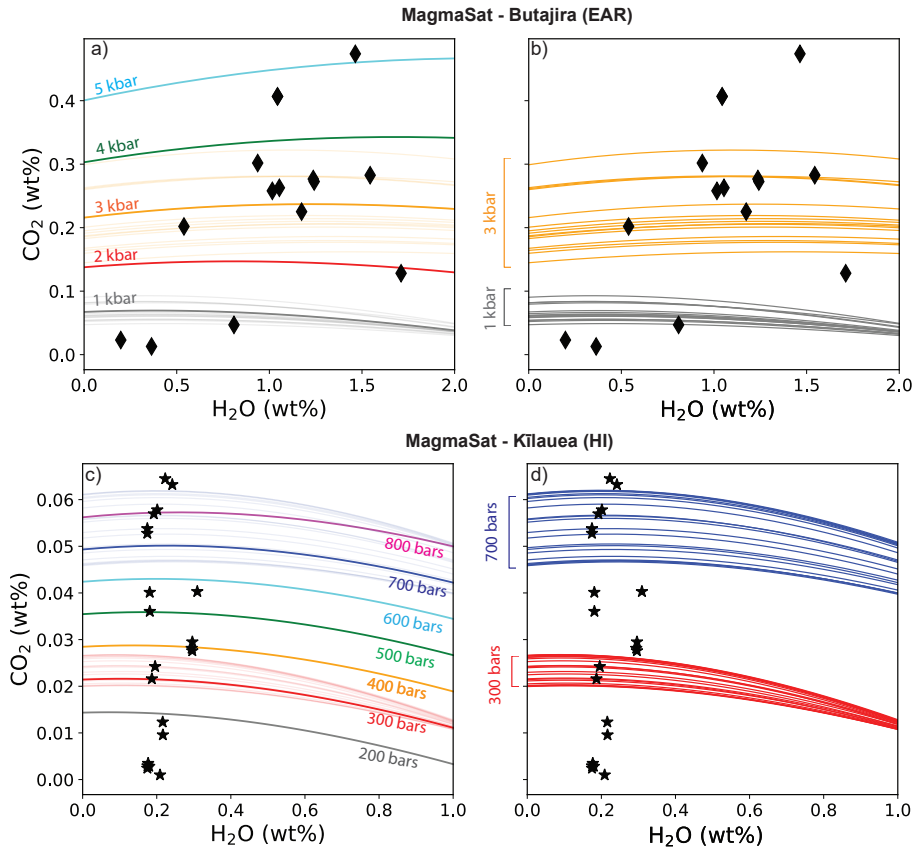 MagmaSat - Butajira (EAR)
a)
5 kbar
4 kbar
3 kbar
2 kbar
1 kbar
CO₂ (wt%)
0.4
0.3
0.2
0.1
0.0
0.0 0.5 1.0 1.5 2.0
H₂O (wt%)
b)
3 kbar
1 kbar
0.0 0.5 1.0 1.5 2.0
H₂O (wt%)
MagmaSat - Kīlauea (HI)
c)
CO₂ (wt%)
0.06
0.05
0.04
0.03
0.02
0.01
0.00
800 bars
700 bars
600 bars
500 bars
400 bars
300 bars
200 bars
0.0 0.2 0.4 0.6 0.8 1.0
H₂O (wt%)
d)
700 bars
300 bars
0.0 0.2 0.4 0.6 0.8 1.0
H₂O (wt%)